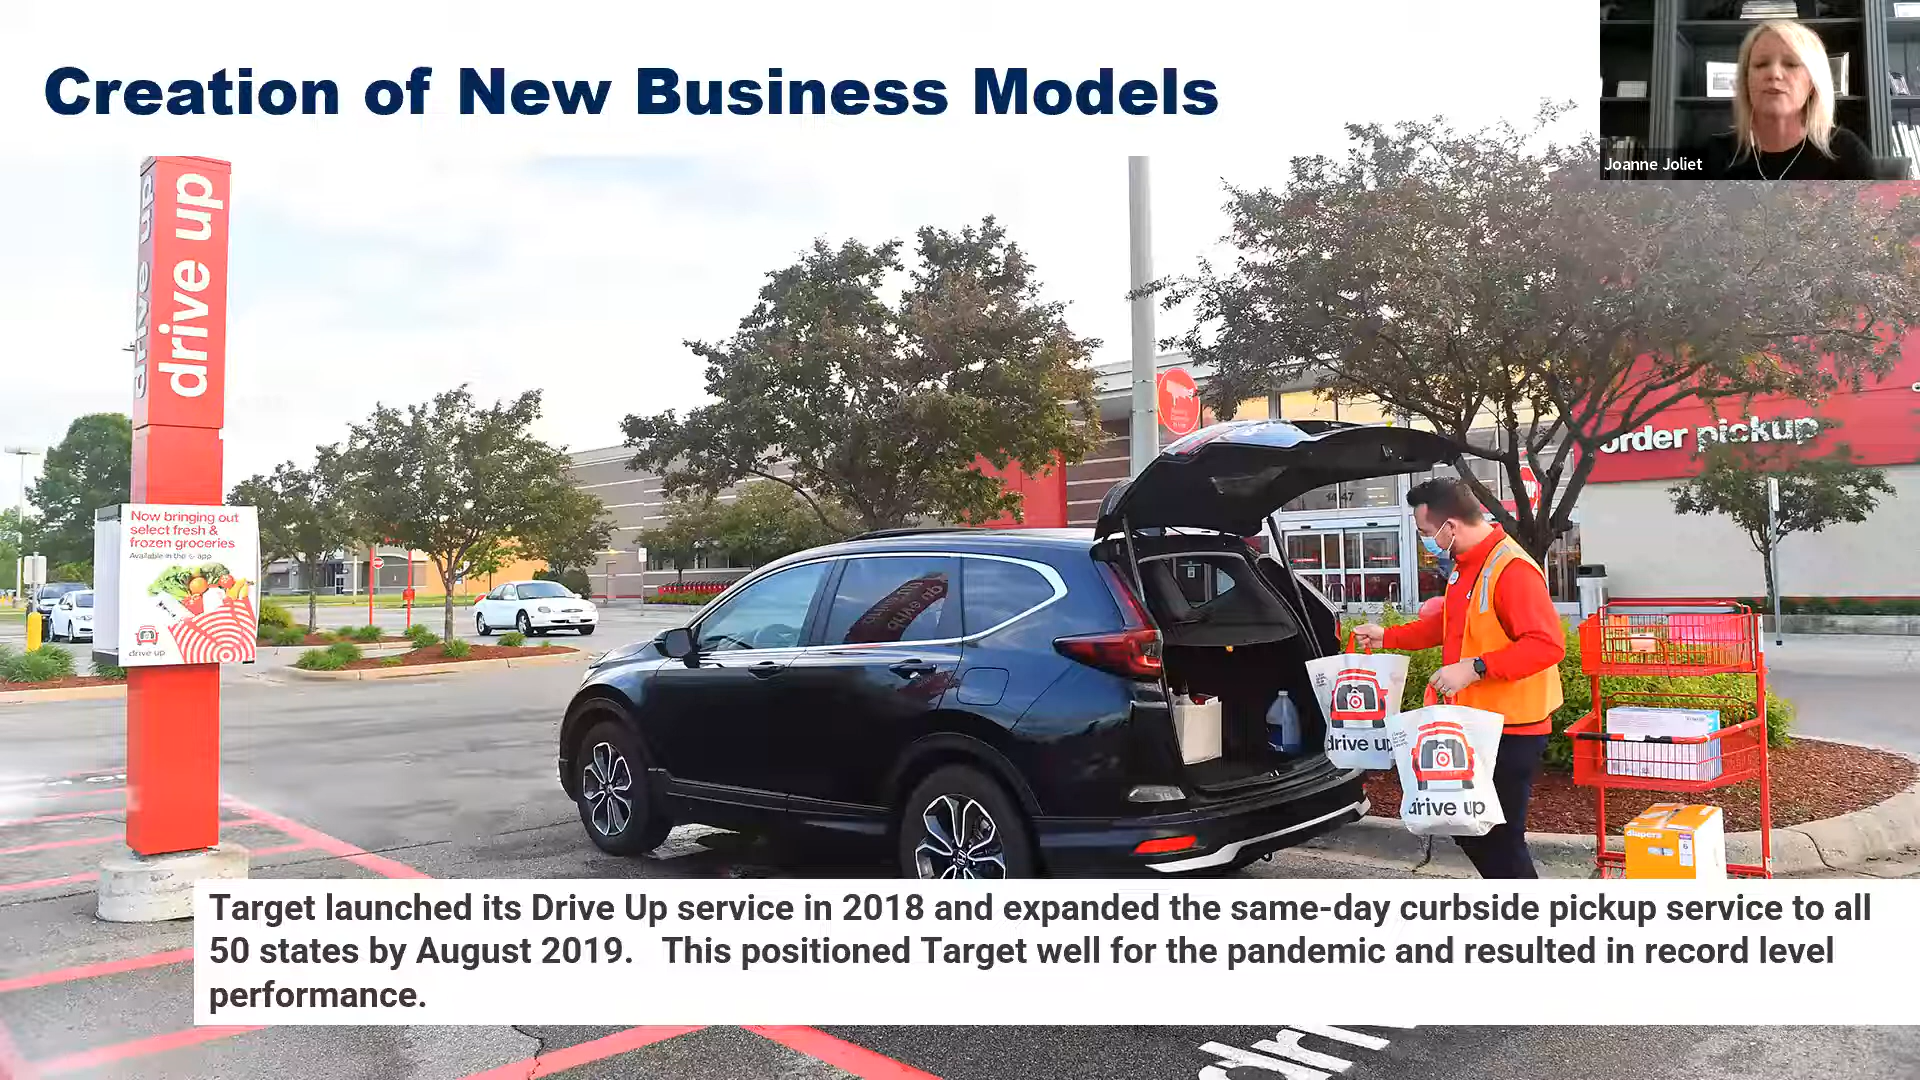 Creation of New Business Models
Joanne Joliet
drive up
drive up
order pickup
Now bringing out
select fresh &
frozen groceries
Available in the app
drive up
drive up
drive up
diapers
Target launched its Drive Up service in 2018 and expanded the same-day curbside pickup service to all
50 states by August 2019. This positioned Target well for the pandemic and resulted in record level
performance.
dri